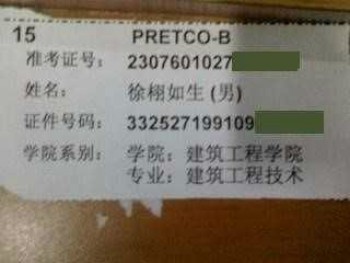 15 PRETCO-B
准考证号: 2307601027
姓名: 徐栩如生 (男)
证件号码: 332527199109
学院系别: 学院: 建筑工程学院
专业: 建筑工程技术